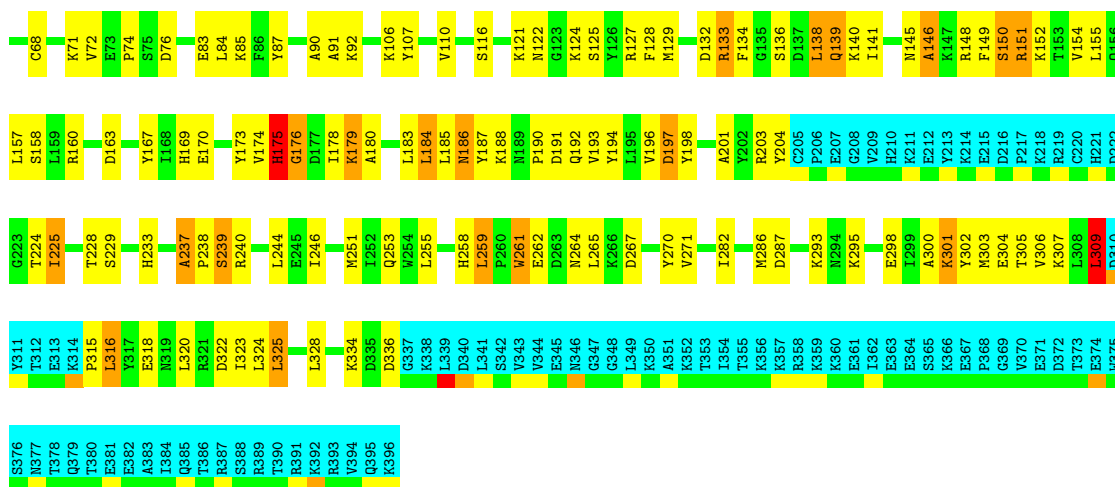 C68 K71 V72 E73 P74 S75 D76 E83 L84 K85 F86 Y87 A90 A91 K92 K106 Y107 V110 S116 K121 N122 G123 K124 S125 Y126 R127 F128 M129 D132 R133 F134 G135 S136 D137 L138 Q139 K140 I141 N145 A146 K147 R148 F149 S150 R151 K152 T153 V154 L155
L157 S158 L159 R160 D163 Y167 I168 H169 E170 Y173 V174 H175 G176 D177 I178 K179 A180 L183 L184 L185 N186 Y187 K188 N189 P190 D191 Q192 V193 Y194 L195 V196 D197 Y198 A201 Y202 R203 Y204 C205 P206 E207 G208 V209 H210 K211 E212 Y213 K214 E215 D216 P217 K218 R219 C220 H221
G223 T224 I225 T228 S229 H233 A237 P238 S239 R240 L244 E245 I246 M251 I252 Q253 W254 L255 H258 L259 P260 W261 E262 D263 N264 L265 K266 D267 Y270 V271 I282 M286 D287 K293 N294 K295 E298 I299 A300 K301 Y302 M303 E304 T305 V306 K307 L308 L309 D310
Y311 T312 E313 K314 P315 L316 Y317 E318 N319 L320 R321 D322 I323 L324 L325 L328 K334 D335 D336 G337 K338 L339 D340 L341 S342 V343 V344 E345 N346 G347 G348 L349 K350 A351 K352 T353 I354 T355 K356 K357 R358 K359 K360 E361 I362 E363 E364 S365 K366 E367 P368 G369 V370 E371 D372 T373 E374 W375
S376 N377 T378 Q379 T380 E381 E382 A383 I384 Q385 T386 R387 S388 R389 T390 R391 K392 R393 V394 Q395 K396